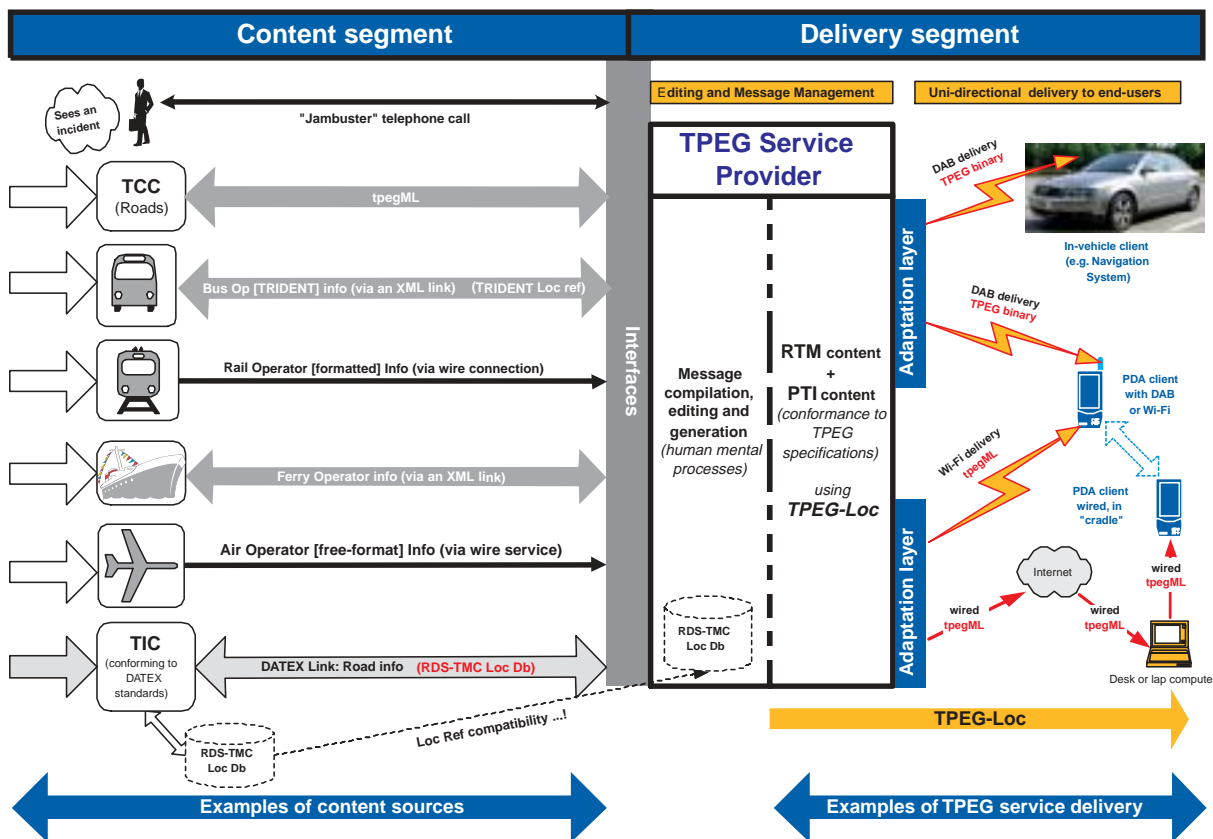 Content segment
Delivery segment
Sees an
incident
"Jambuster" telephone call
Editing and Message Management
Uni-directional delivery to end-users
TPEG Service
Provider
TCC
(Roads)
tpegML
Bus Op [TRIDENT] info (via an XML link) (TRIDENT Loc ref)
Rail Operator [formatted] Info (via wire connection)
Ferry Operator info (via an XML link)
Air Operator [free-format] Info (via wire service)
TIC
(conforming to
DATEX
standards)
DATEX Link: Road info (RDS-TMC Loc Db)
RDS-TMC
Loc Db
Loc Ref compatibility ...!
Interfaces
Message
compilation,
editing and
generation
(human mental
processes)
RDS-TMC
Loc Db
RTM content
+
PTI content
(conformance to
TPEG
specifications)
using
TPEG-Loc
Adaptation layer
Adaptation layer
DAB delivery
TPEG binary
In-vehicle client
(e.g. Navigation
System)
DAB delivery
TPEG binary
PDA client
with DAB
or Wi-Fi
Wi-Fi delivery
tpegML
PDA client
wired, in
"cradle"
Internet
wired
tpegML
wired
tpegML
wired
tpegML
Desk or lap compute
TPEG-Loc
Examples of content sources
Examples of TPEG service delivery